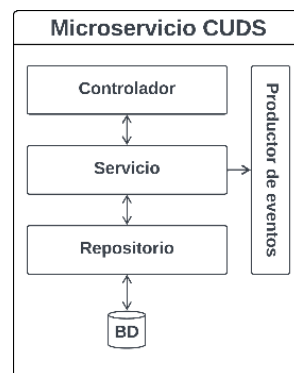 Microservicio CUDS
Controlador
Servicio
Repositorio
BD
Productor de eventos